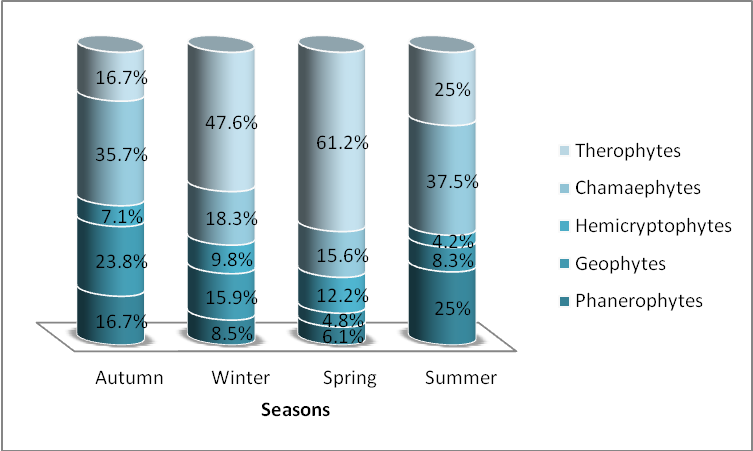 16.7%
35.7%
7.1%
23.8%
16.7%
47.6%
18.3%
9.8%
15.9%
8.5%
61.2%
15.6%
12.2%
4.8%
6.1%
25%
37.5%
4.2%
8.3%
25%
Autumn Winter Spring Summer
Seasons
Therophytes
Chamaephytes
Hemicryptophytes
Geophytes
Phanerophytes